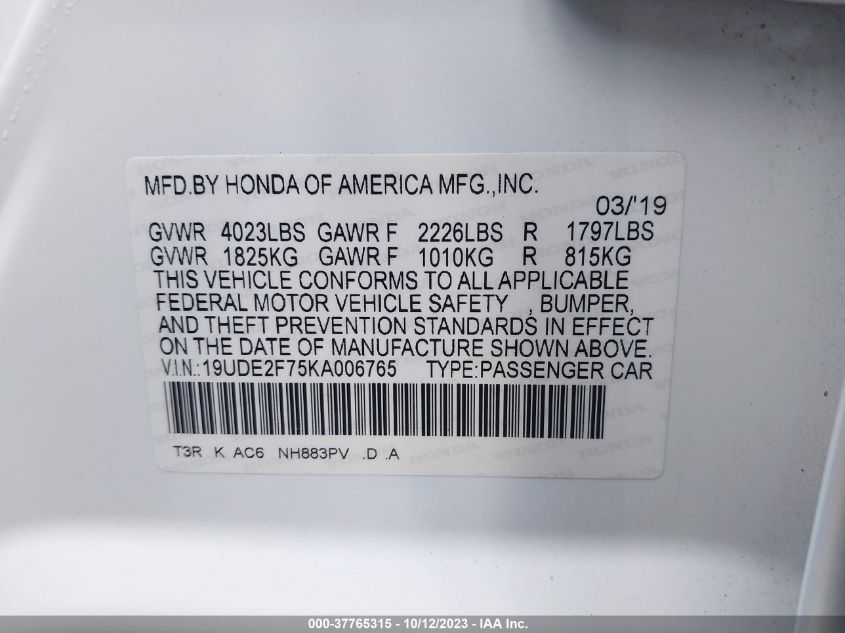 MFD.BY HONDA OF AMERICA MFG.,INC.
03/'19
GVWR 4023LBS GAWR F 2226LBS R 1797LBS
GVWR 1825KG GAWR F 1010KG R 815KG
THIS VEHICLE CONFORMS TO ALL APPLICABLE
FEDERAL MOTOR VEHICLE SAFETY , BUMPER,
AND THEFT PREVENTION STANDARDS IN EFFECT
ON THE DATE OF MANUFACTURE SHOWN ABOVE.
V.I.N.:19UDE2F75KA006765 TYPE:PASSENGER CAR
T3R K AC6 NH883PV .D .A
000-37765315 - 10/12/2023 - IAA Inc.